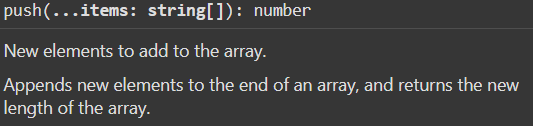 push(...items: string[]): number
New elements to add to the array.
Appends new elements to the end of an array, and returns the new
length of the array.